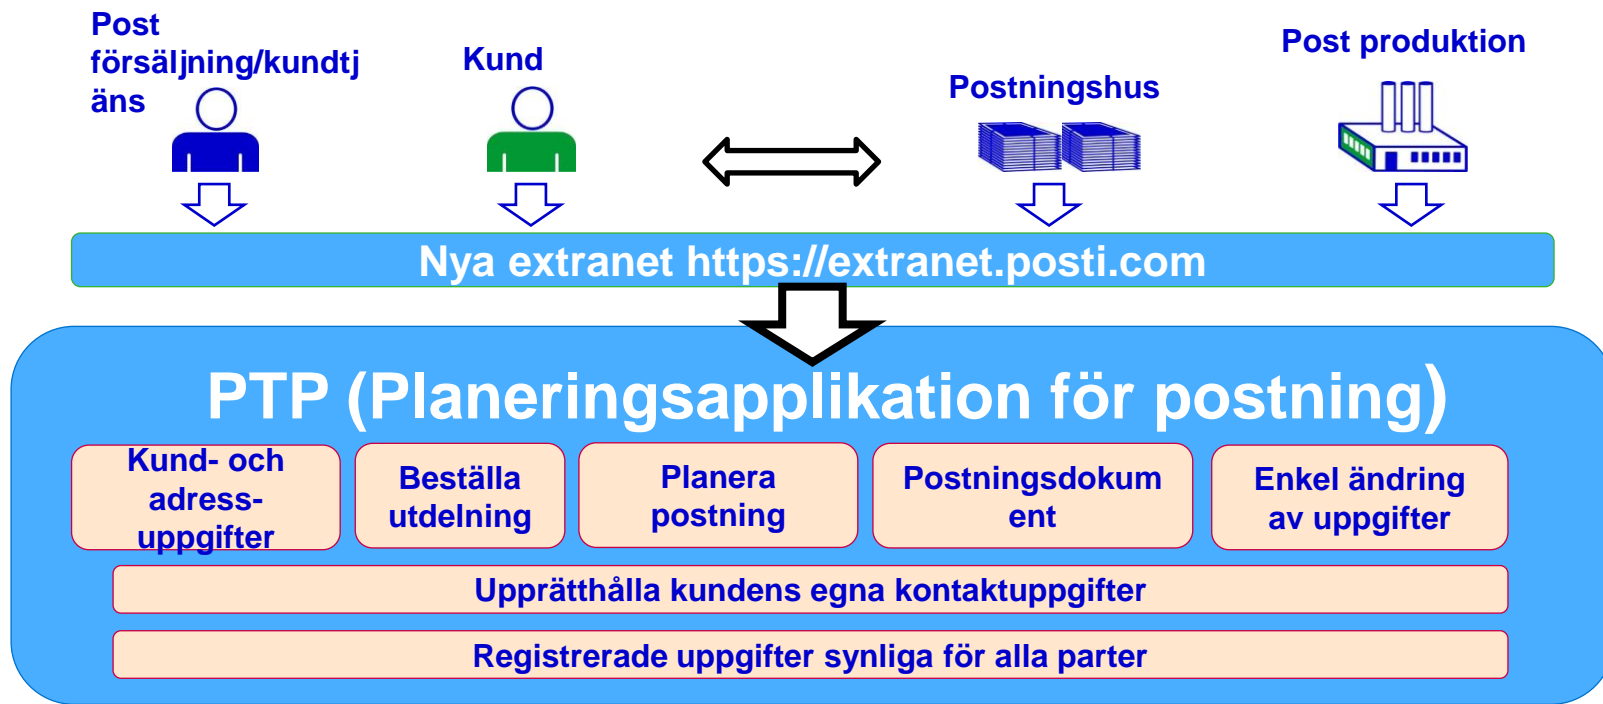 Post
försäljning/kundtj
äns
Kund
Postningshus
Post produktion
Nya extranet https://extranet.posti.com
PTP (Planeringsapplikation för postning)
Kund- och
adress-
uppgifter
Beställa
utdelning
Planera
postning
Postningsdokum
ent
Enkel ändring
av uppgifter
Upprätthålla kundens egna kontaktuppgifter
Registrerade uppgifter synliga för alla parter